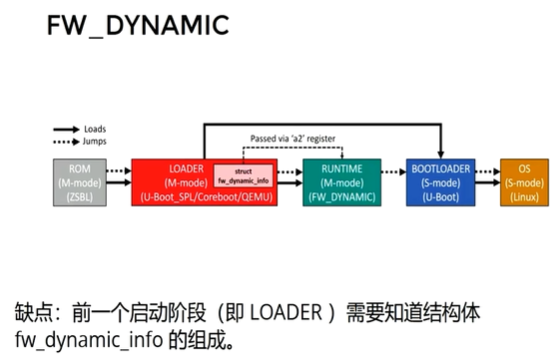 FW_DYNAMIC
Loads
Jumps
Passed via 'a2' register
ROM
(M-mode)
(ZSBL)
LOADER
(M-mode)
(U-Boot_SPL/Coreboot/QEMU)
struct
fw_dynamic_info
RUNTIME
(M-mode)
(FW_DYNAMIC)
BOOTLOADER
(S-mode)
(U-Boot)
OS
(S-mode)
(Linux)
缺点：前一个启动阶段（即 LOADER ）需要知道结构体
fw_dynamic_info 的组成。